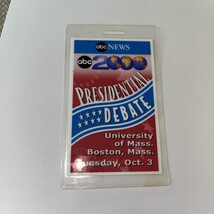 abc NEWS
abc 2000
PRESIDENTIAL
DEBATE
University
of Mass.
Boston, Mass.
Tuesday, Oct. 3